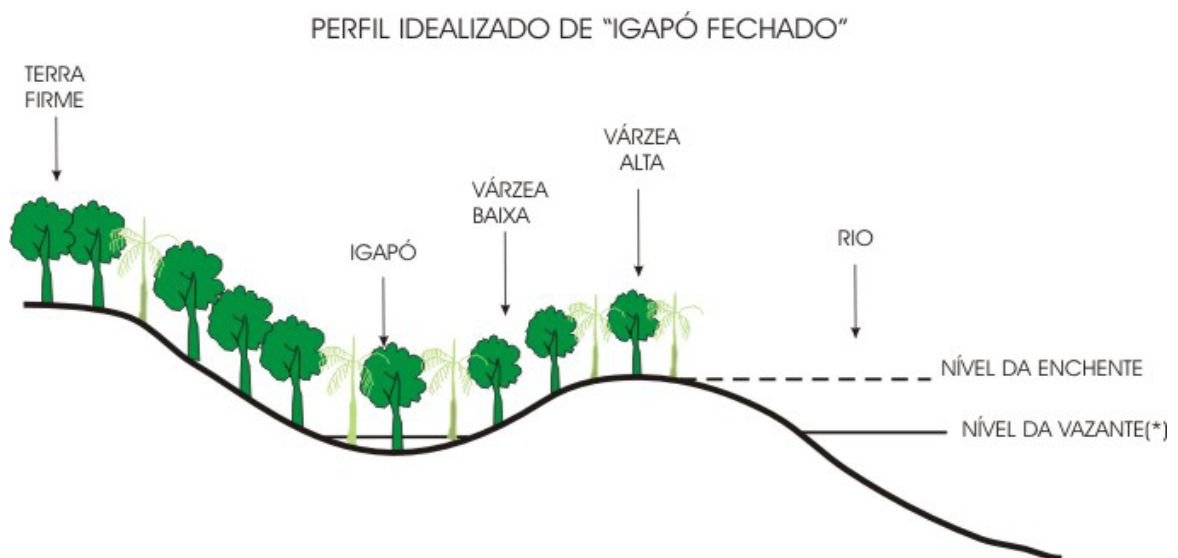 PERFIL IDEALIZADO DE "IGAPÓ FECHADO"
TERRA
FIRME
VÁRZEA
ALTA
VÁRZEA
BAIXA
IGAPÓ
RIO
NÍVEL DA ENCHENTE
NÍVEL DA VAZANTE(*)